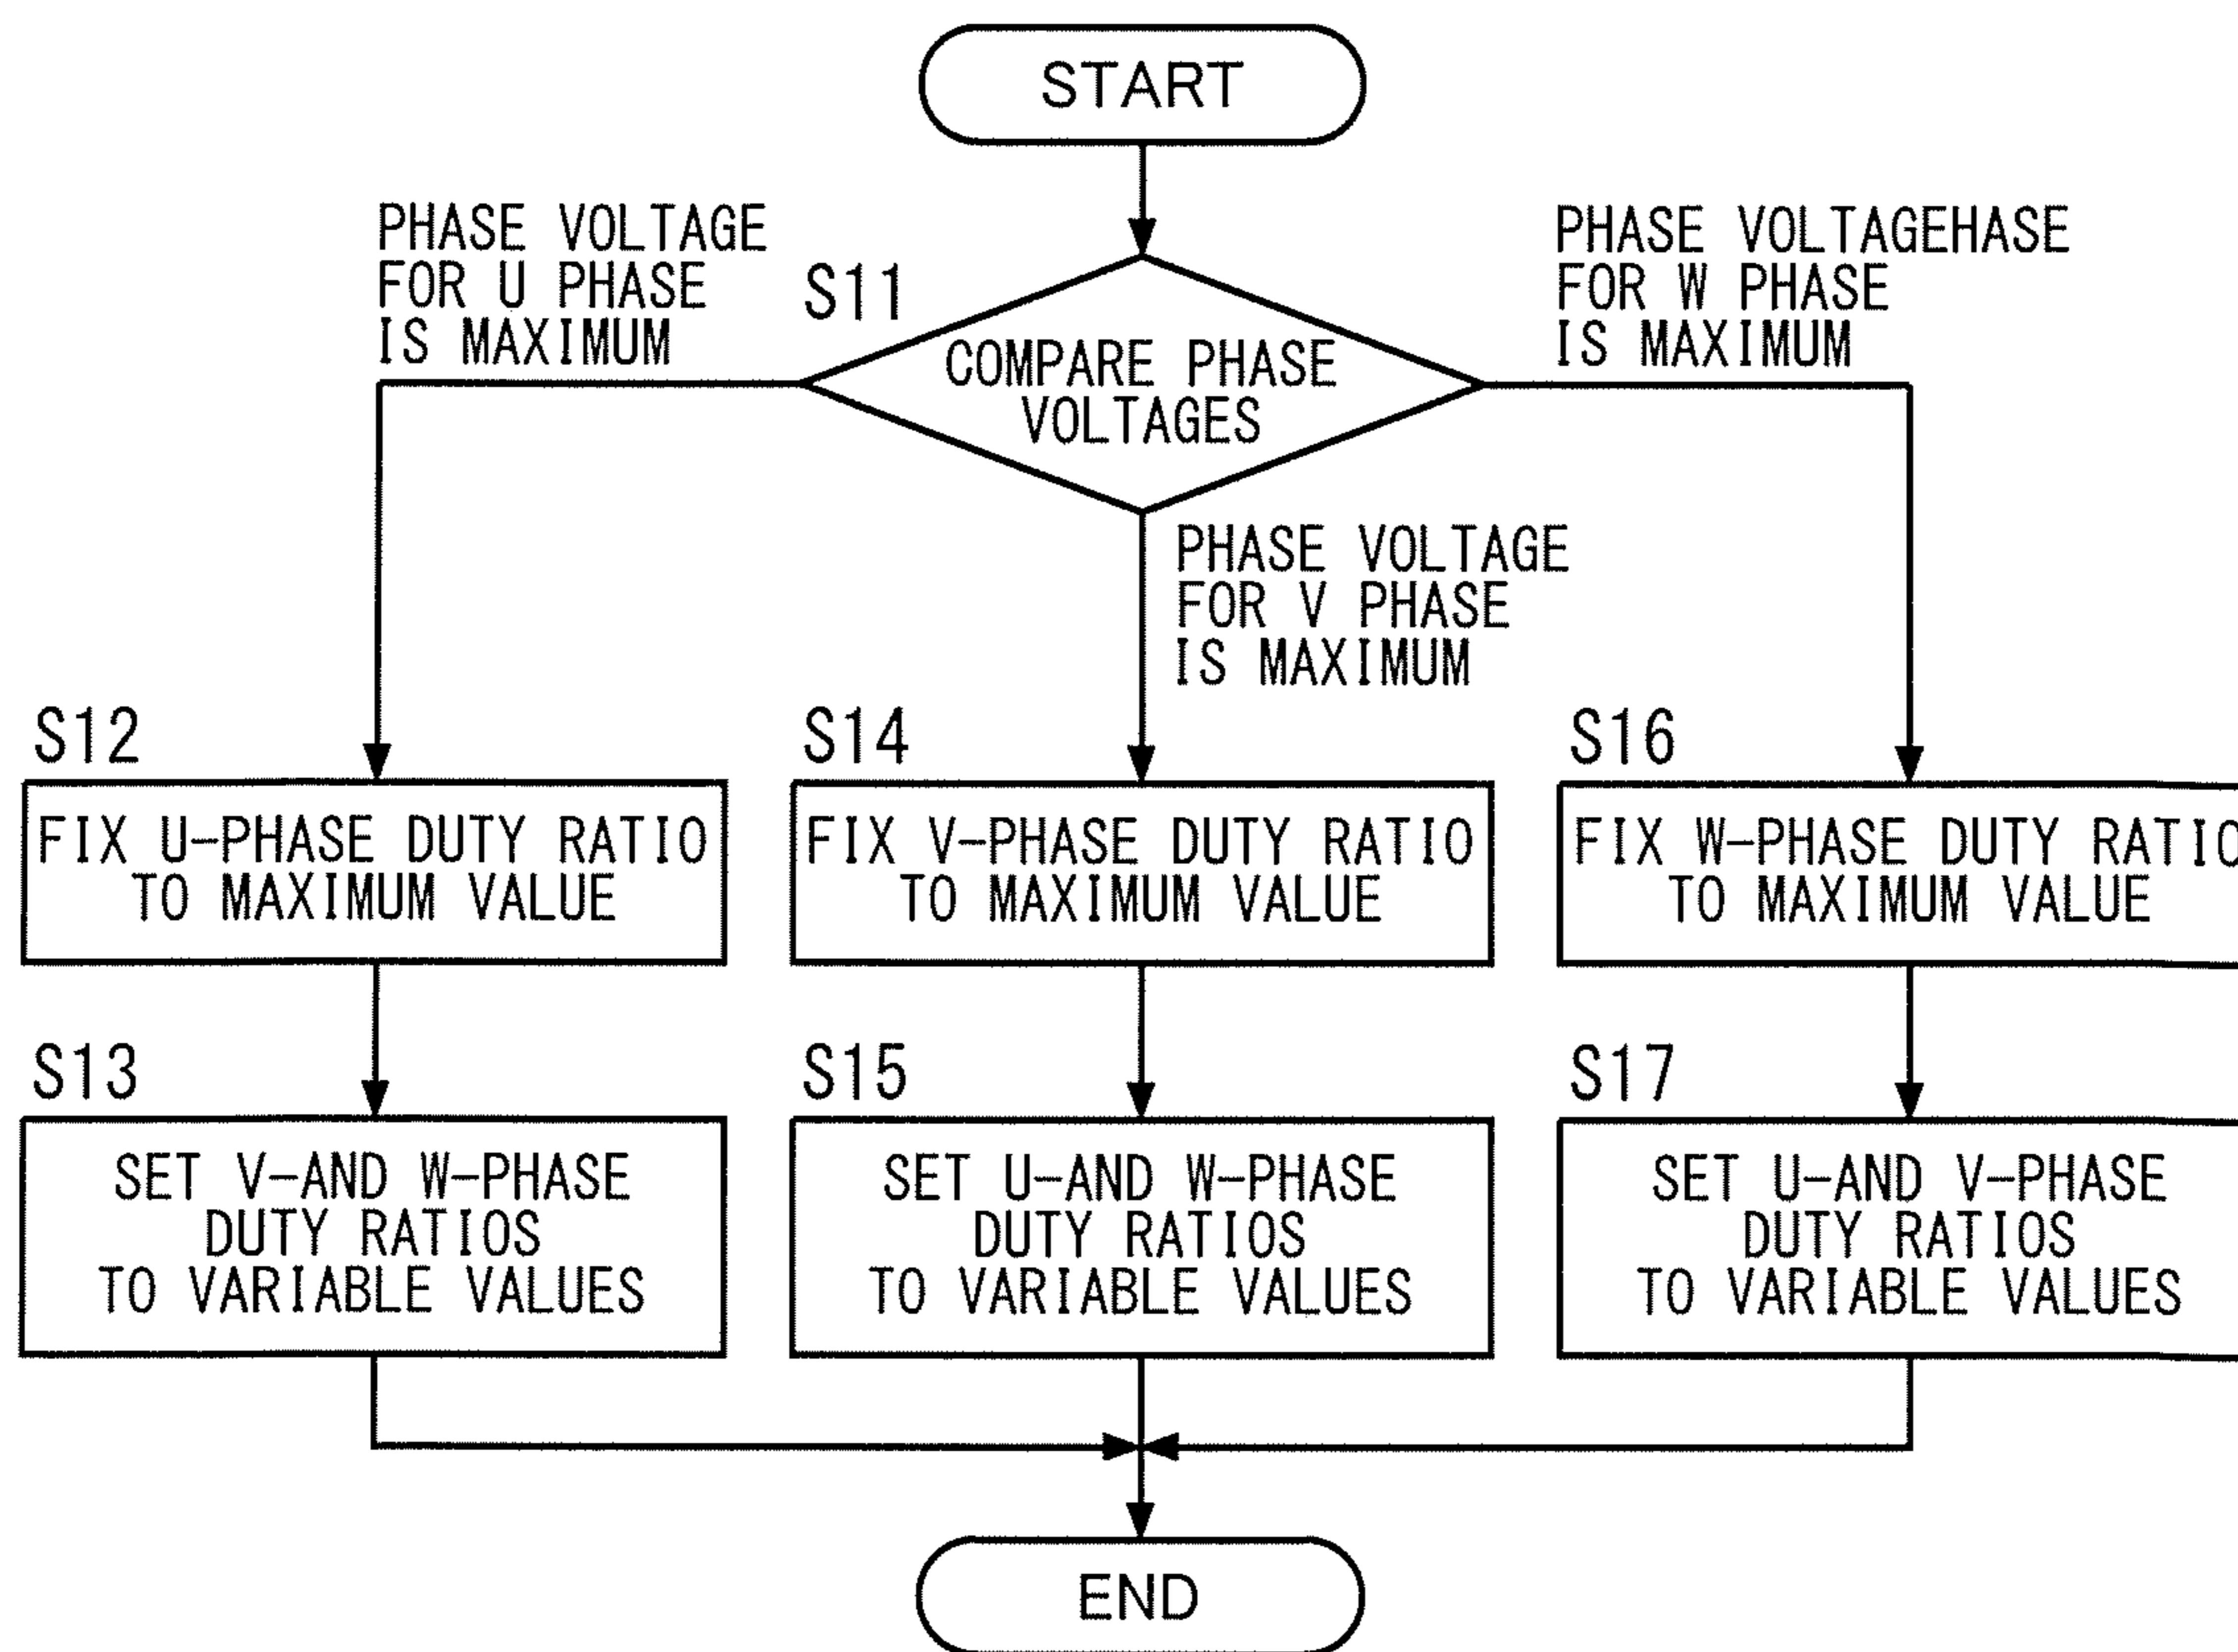 START
PHASE VOLTAGE
FOR U PHASE
IS MAXIMUM
S11
COMPARE PHASE
VOLTAGES
PHASE VOLTAGEHASE
FOR W PHASE
IS MAXIMUM
PHASE VOLTAGE
FOR V PHASE
IS MAXIMUM
S12
FIX U-PHASE DUTY RATIO
TO MAXIMUM VALUE
S14
FIX V-PHASE DUTY RATIO
TO MAXIMUM VALUE
S16
FIX W-PHASE DUTY RATIO
TO MAXIMUM VALUE
S13
SET V-AND W-PHASE
DUTY RATIOS
TO VARIABLE VALUES
S15
SET U-AND W-PHASE
DUTY RATIOS
TO VARIABLE VALUES
S17
SET U-AND V-PHASE
DUTY RATIOS
TO VARIABLE VALUES
END